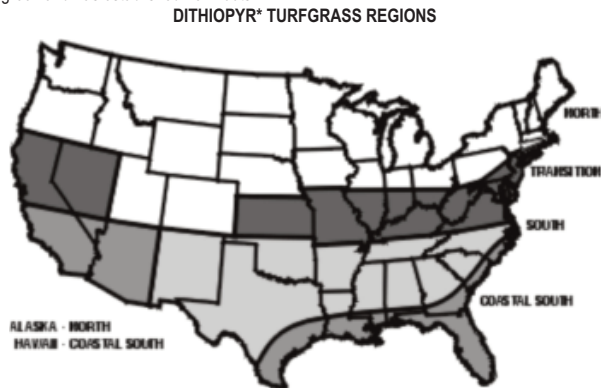 DITHIOPYR* TURFGRASS REGIONS
NORTH
TRANSITION
SOUTH
COASTAL SOUTH
ALASKA - NORTH
HAWAII - COASTAL SOUTH